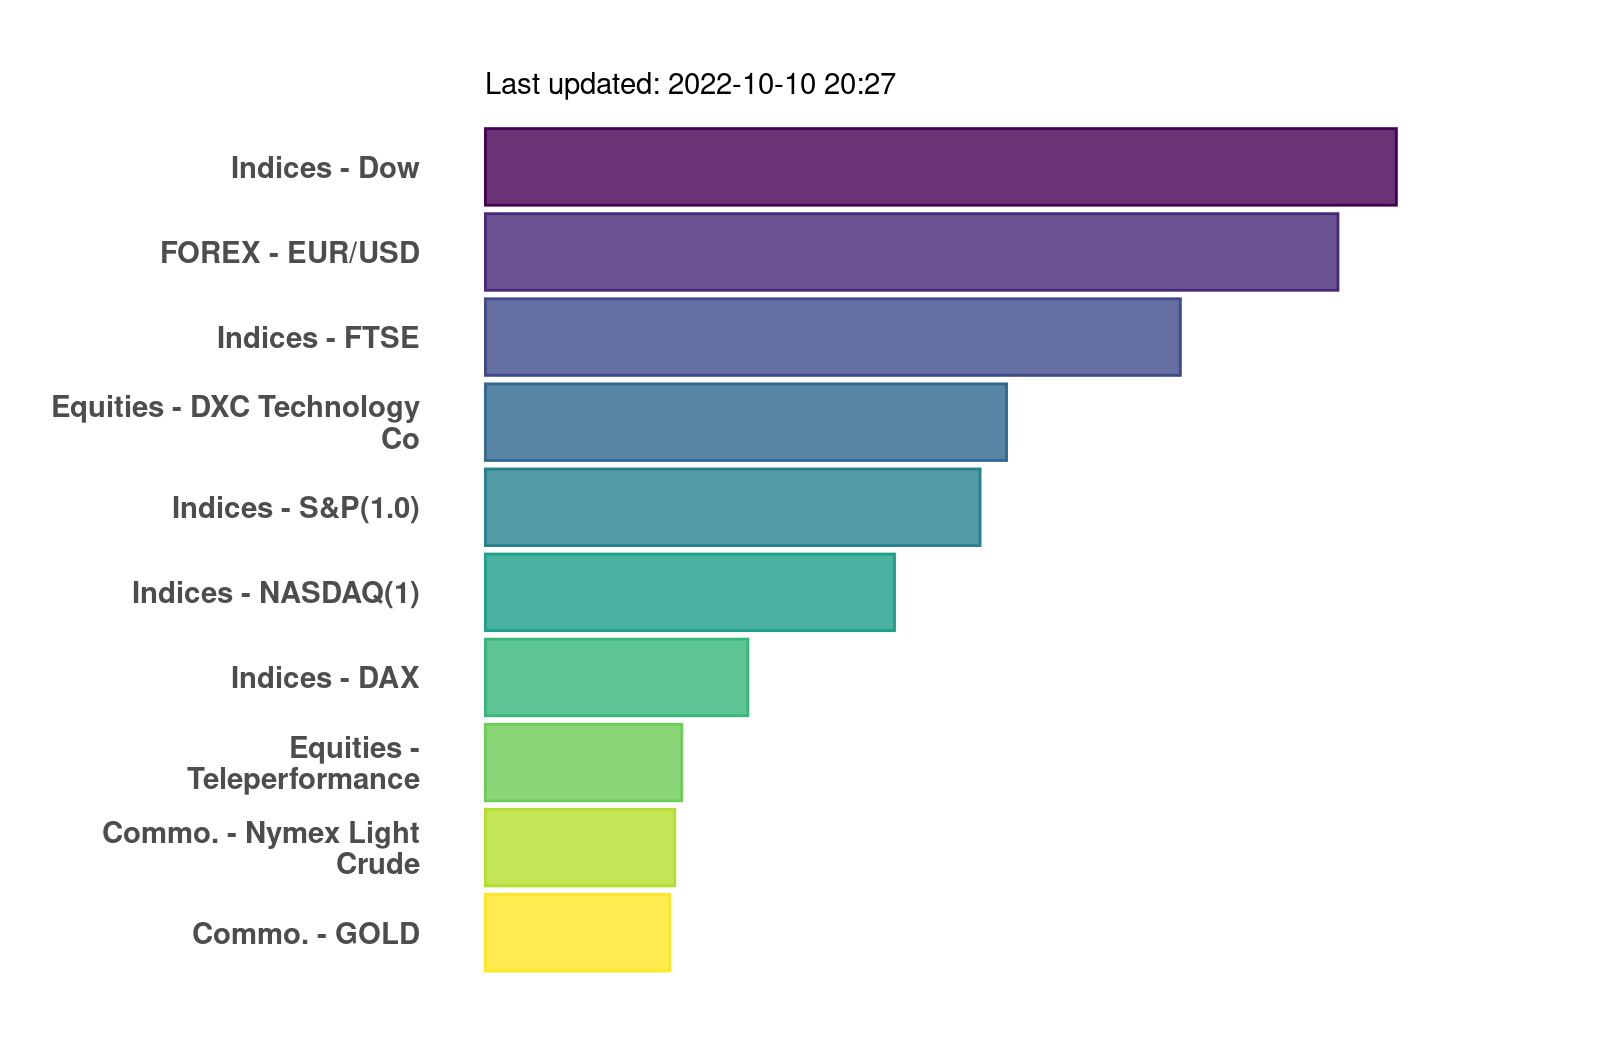 Last updated: 2022-10-10 20:27
Indices - Dow
FOREX - EUR/USD
Indices - FTSE
Equities - DXC Technology
Co
Indices - S&P(1.0)
Indices - NASDAQ(1)
Indices - DAX
Equities -
Teleperformance
Commo. - Nymex Light
Crude
Commo. - GOLD